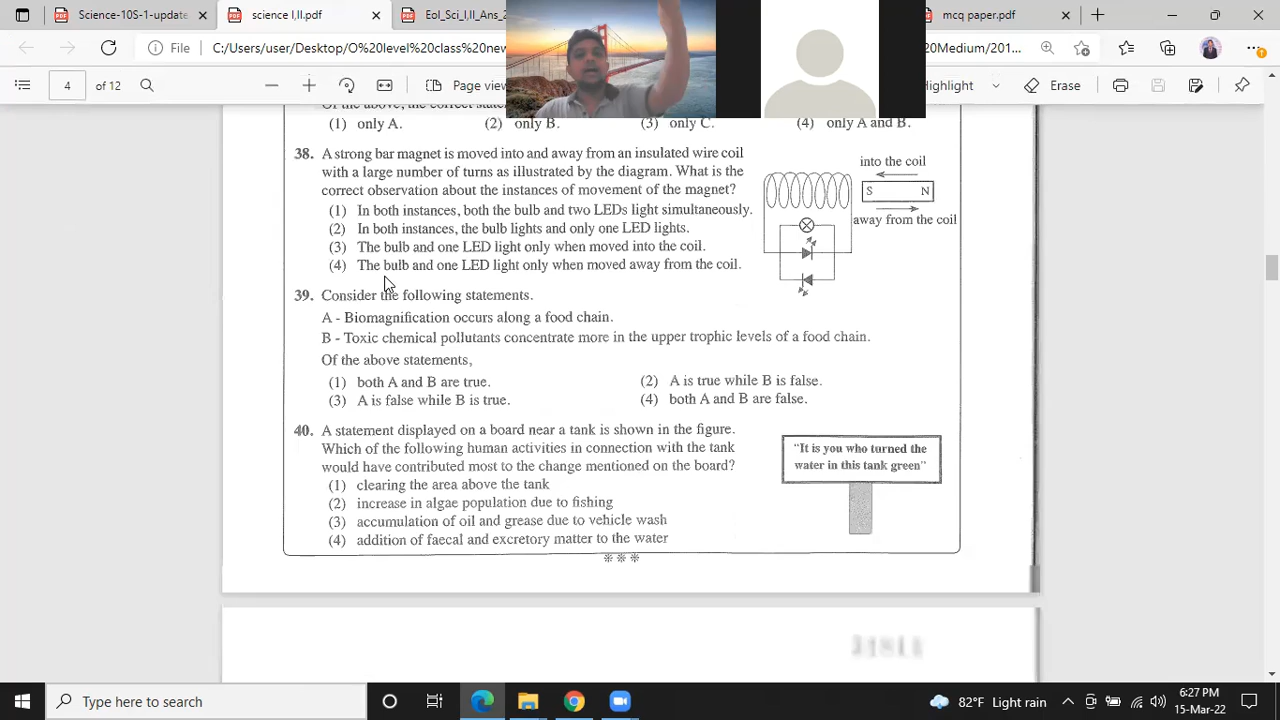 Science - 2016 O.L
science II.pdf
Eol_I_II_science
mcq paper.pdf
File
C:/Users/user/Desktop/O%20level%20class%20new
Medium/201...
4 of 12
Page view
Highlight
Erase
(1) only A. (2) only B. (3) only C. (4) only A and B.
38. A strong bar magnet is moved into and away from an insulated wire coil
with a large number of turns as illustrated by the diagram. What is the
correct observation about the instances of movement of the magnet?
(1) In both instances, both the bulb and two LEDs light simultaneously.
(2) In both instances, the bulb lights and only one LED lights.
(3) The bulb and one LED light only when moved into the coil.
(4) The bulb and one LED light only when moved away from the coil.
into the coil
S N
away from the coil
39. Consider the following statements.
A - Biomagnification occurs along a food chain.
B - Toxic chemical pollutants concentrate more in the upper trophic levels of a food chain.
Of the above statements,
(1) both A and B are true. (2) A is true while B is false.
(3) A is false while B is true. (4) both A and B are false.
40. A statement displayed on a board near a tank is shown in the figure.
Which of the following human activities in connection with the tank
would have contributed most to the change mentioned on the board?
(1) clearing the area above the tank
(2) increase in algae population due to fishing
(3) accumulation of oil and grease due to vehicle wash
(4) addition of faecal and excretory matter to the water
"It is you who turned the
water in this tank green"
***
Type here to search
82°F Light rain
6:27 PM
15-Mar-22